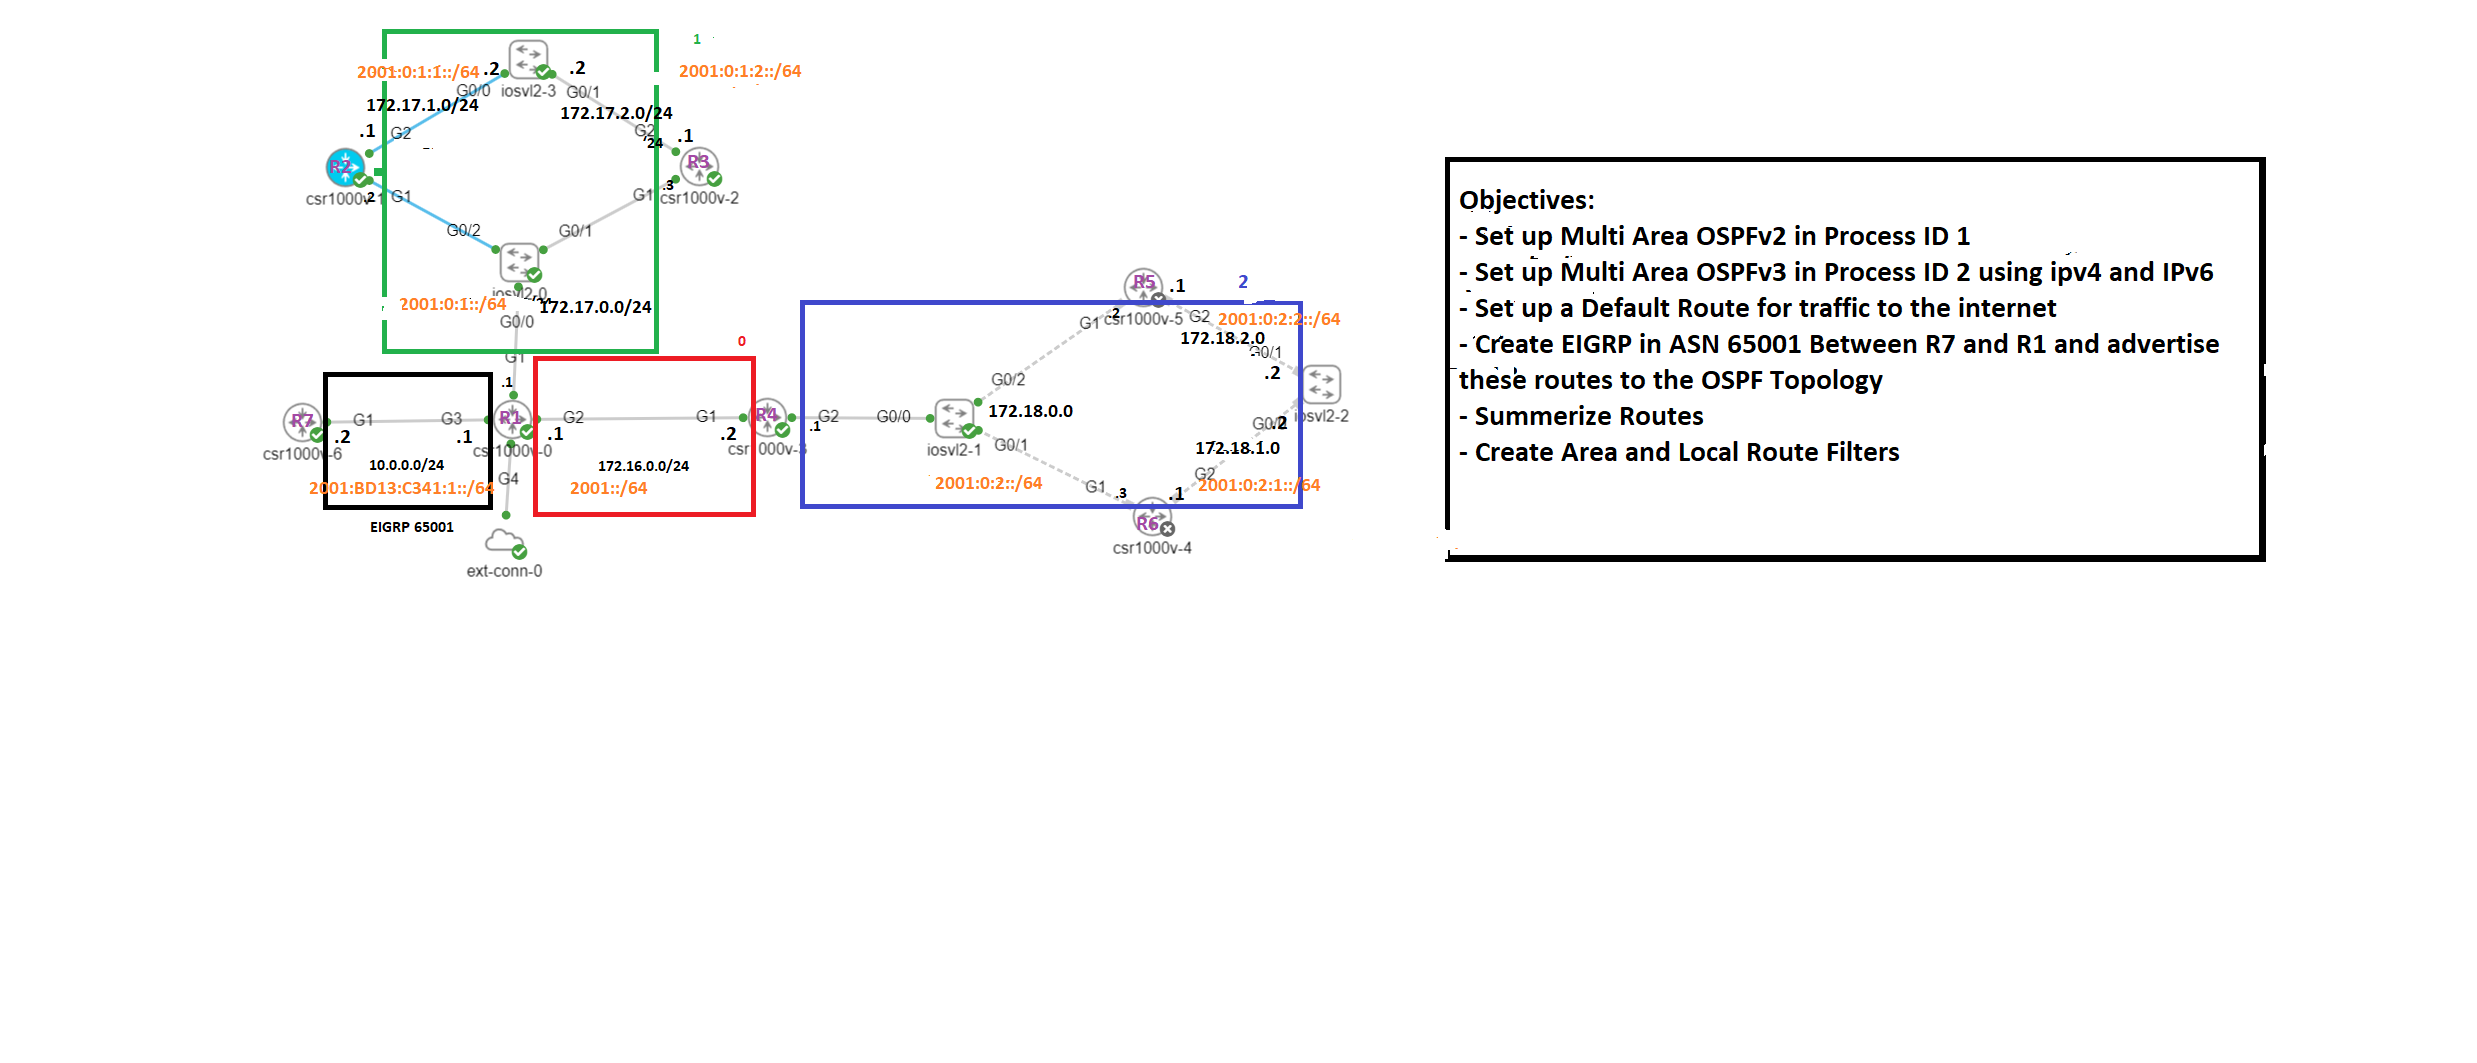 1
2001:0:1:1::/64
.2
.2
2001:0:1:2::/64
G0/0
iosvl2-3
G0/1
172.17.1.0/24
172.17.2.0/24
.1
G2
G2
.1
24
R2
R3
csr1000v-1
.2
G1
G1
.3
csr1000v-2
G0/2
G0/1
iosvl2-0
2001:0:1::/64
172.17.0.0/24
G0/0
G1
0
.1
R7
G1
G3
R1
G2
G1
R4
G2
G0/0
.2
.1
.1
.2
.1
csr1000v-6
csr1000v-0
csr1000v-3
iosvl2-1
10.0.0.0/24
172.16.0.0/24
2001:BD13:C341:1::/64
G4
2001::/64
EIGRP 65001
ext-conn-0
R5
.1
2
G1
.2
csr1000v-5
G2
2001:0:2:2::/64
172.18.2.0
G0/1
G0/2
.2
172.18.0.0
iosvl2-2
G0/1
.2
172.18.1.0
2001:0:2::/64
G1
.3
.1
G2
2001:0:2:1::/64
R6
csr1000v-4
Objectives:
- Set up Multi Area OSPFv2 in Process ID 1
- Set up Multi Area OSPFv3 in Process ID 2 using ipv4 and IPv6
- Set up a Default Route for traffic to the internet
- Create EIGRP in ASN 65001 Between R7 and R1 and advertise
these routes to the OSPF Topology
- Summerize Routes
- Create Area and Local Route Filters